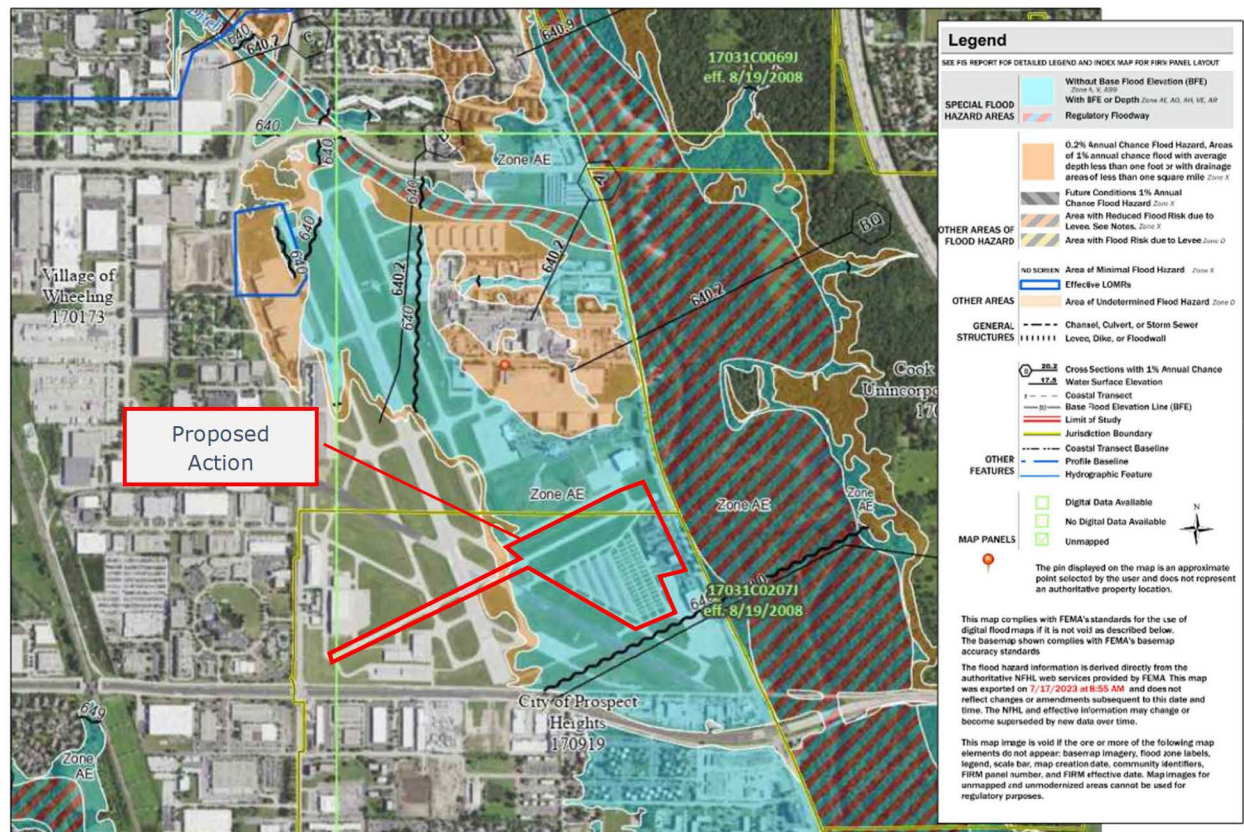 640
C
640.2
640.9
17031C0069J
eff. 8/19/2008
640
640
Zone AE
640
A
BQ
640
640
640.2
640
640.2
640.2
Village of
Wheeling
170173
Cook
Unincorpo
170
Proposed
Action
Zone AE
Zone AE
Zone
AE
17031C0207J
eff. 8/19/2008
City of Prospect
Heights
170919
649
Zone
AE
Legend
SEE FIS REPORT FOR DETAILED LEGEND AND INDEX MAP FOR FIRM PANEL LAYOUT
SPECIAL FLOOD
HAZARD AREAS
Without Base Flood Elevation (BFE)
Zone A, V, A99
With BFE or Depth Zone AE, AO, AH, VE, AR
Regulatory Floodway
OTHER AREAS OF
FLOOD HAZARD
0.2% Annual Chance Flood Hazard, Areas
of 1% annual chance flood with average
depth less than one foot or with drainage
areas of less than one square mile Zone X
Future Conditions 1% Annual
Chance Flood Hazard Zone X
Area with Reduced Flood Risk due to
Levee. See Notes. Zone X
Area with Flood Risk due to Levee Zone D
OTHER AREAS
NO SCREEN Area of Minimal Flood Hazard Zone X
Effective LOMRs
Area of Undetermined Flood Hazard Zone D
GENERAL
STRUCTURES
Channel, Culvert, or Storm Sewer
Levee, Dike, or Floodwall
OTHER
FEATURES
B 20.2 Cross Sections with 1% Annual Chance
17.5 Water Surface Elevation
Coastal Transect
Base Flood Elevation Line (BFE)
Limit of Study
Jurisdiction Boundary
Coastal Transect Baseline
Profile Baseline
Hydrographic Feature
MAP PANELS
Digital Data Available
No Digital Data Available
Unmapped
N
The pin displayed on the map is an approximate
point selected by the user and does not represent
an authoritative property location.
This map complies with FEMA's standards for the use of
digital flood maps if it is not void as described below.
The basemap shown complies with FEMA's basemap
accuracy standards
The flood hazard information is derived directly from the
authoritative NFHL web services provided by FEMA This map
was exported on 7/17/2023 at 8:55 AM and does not
reflect changes or amendments subsequent to this date and
time. The NFHL and effective information may change or
become superseded by new data over time.
This map image is void if the one or more of the following map
elements do not appear: basemap imagery, flood zone labels,
legend, scale bar, map creation date, community identifiers,
FIRM panel number, and FIRM effective date. Map images for
unmapped and unmodernized areas cannot be used for
regulatory purposes.